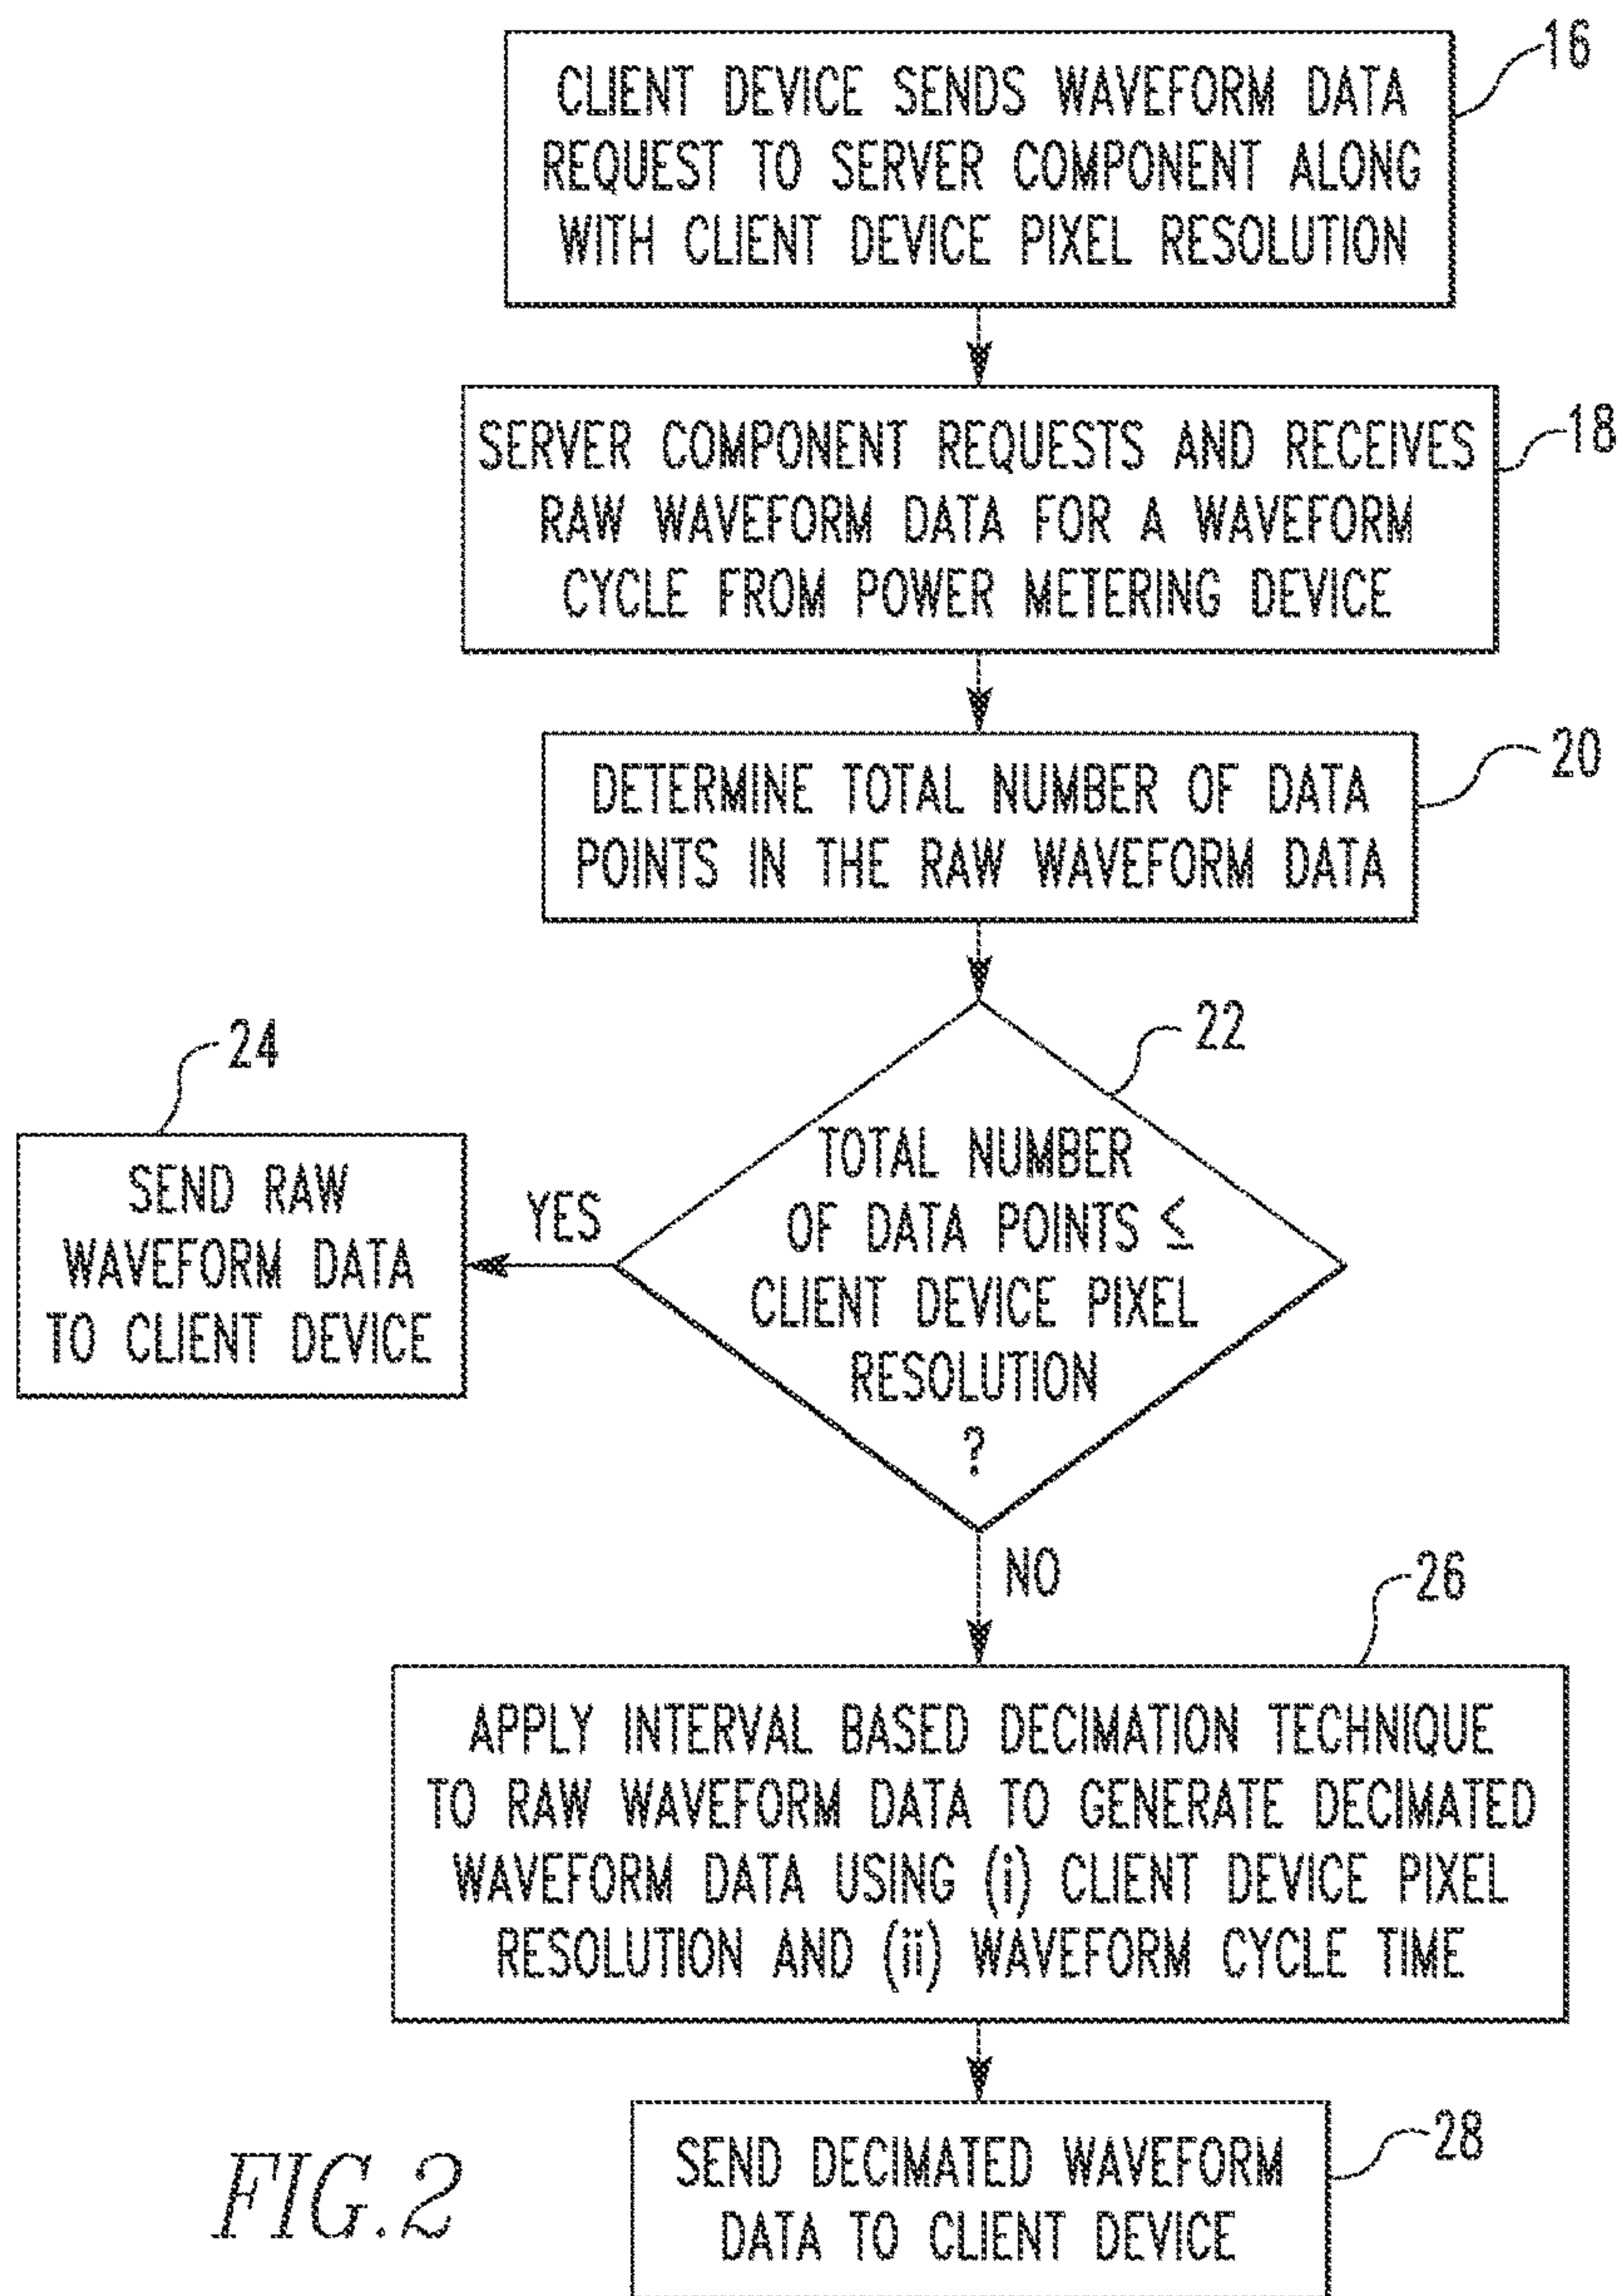 16
CLIENT DEVICE SENDS WAVEFORM DATA
REQUEST TO SERVER COMPONENT ALONG
WITH CLIENT DEVICE PIXEL RESOLUTION
18
SERVER COMPONENT REQUESTS AND RECEIVES
RAW WAVEFORM DATA FOR A WAVEFORM
CYCLE FROM POWER METERING DEVICE
20
DETERMINE TOTAL NUMBER OF DATA
POINTS IN THE RAW WAVEFORM DATA
22
TOTAL NUMBER
OF DATA POINTS ≤
CLIENT DEVICE PIXEL
RESOLUTION
?
YES
24
SEND RAW
WAVEFORM DATA
TO CLIENT DEVICE
NO
26
APPLY INTERVAL BASED DECIMATION TECHNIQUE
TO RAW WAVEFORM DATA TO GENERATE DECIMATED
WAVEFORM DATA USING (i) CLIENT DEVICE PIXEL
RESOLUTION AND (ii) WAVEFORM CYCLE TIME
28
SEND DECIMATED WAVEFORM
DATA TO CLIENT DEVICE
FIG.2